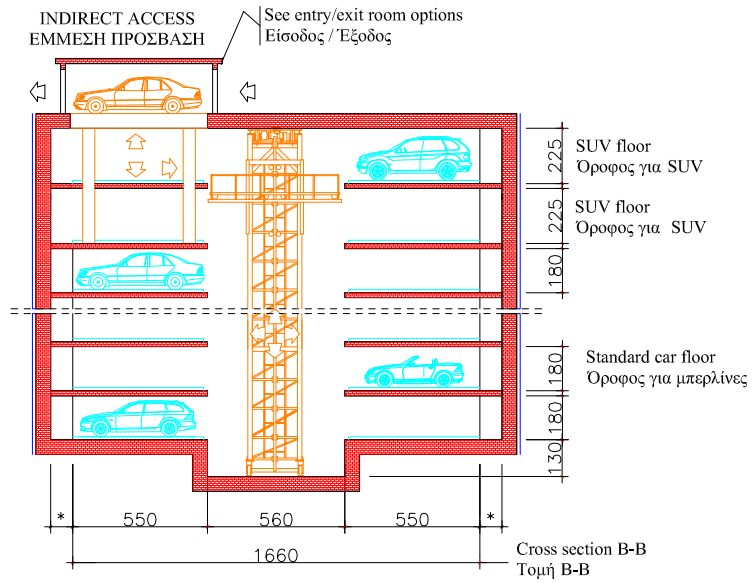 INDIRECT ACCESS
ΕΜΜΕΣΗ ΠΡΟΣΒΑΣΗ
See entry/exit room options
Είσοδος / Έξοδος
225
SUV floor
Όροφος για SUV
225
SUV floor
Όροφος για SUV
180
180
Standard car floor
Όροφος για μπερλίνες
180
130
* 550 560 550 *
1660
Cross section B-B
Τομή B-B